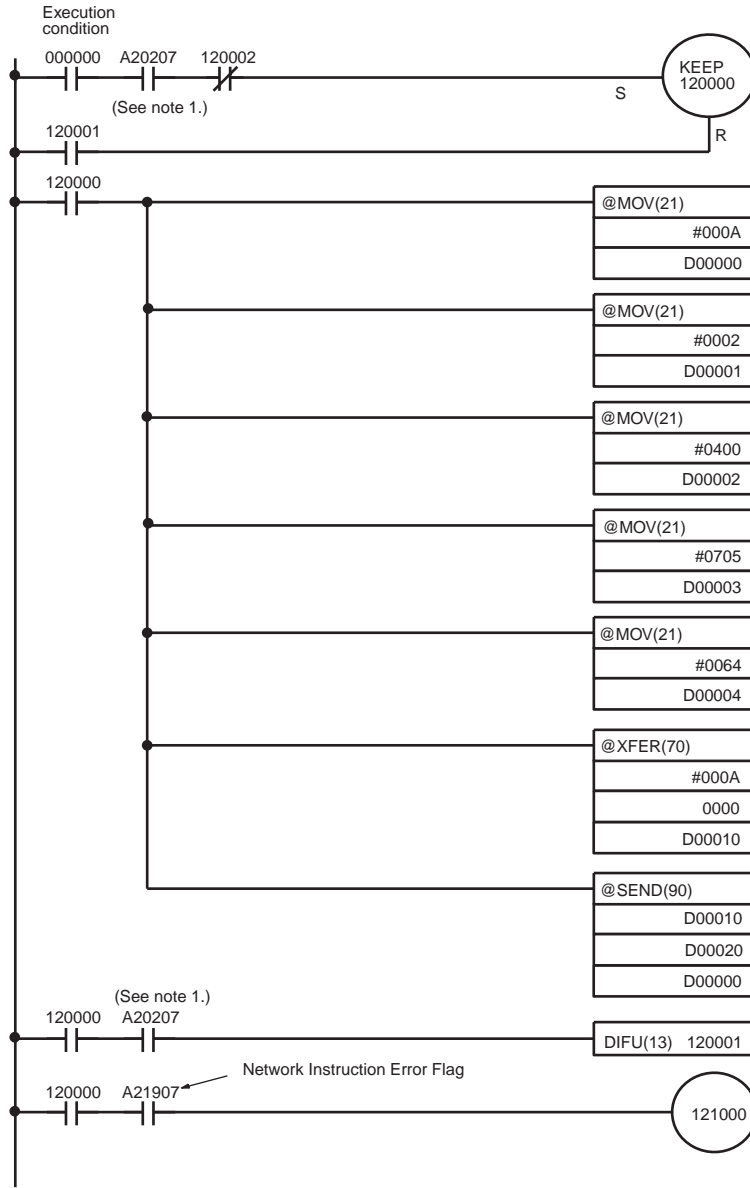 Execution
condition
000000 A20207 120002
KEEP
120000
S
(See note 1.)
R
120001
120000
@MOV(21)
#000A
D00000
@MOV(21)
#0002
D00001
@MOV(21)
#0400
D00002
@MOV(21)
#0705
D00003
@MOV(21)
#0064
D00004
@XFER(70)
#000A
0000
D00010
@SEND(90)
D00010
D00020
D00000
(See note 1.)
120000 A20207
DIFU(13) 120001
Network Instruction Error Flag
120000 A21907
121000